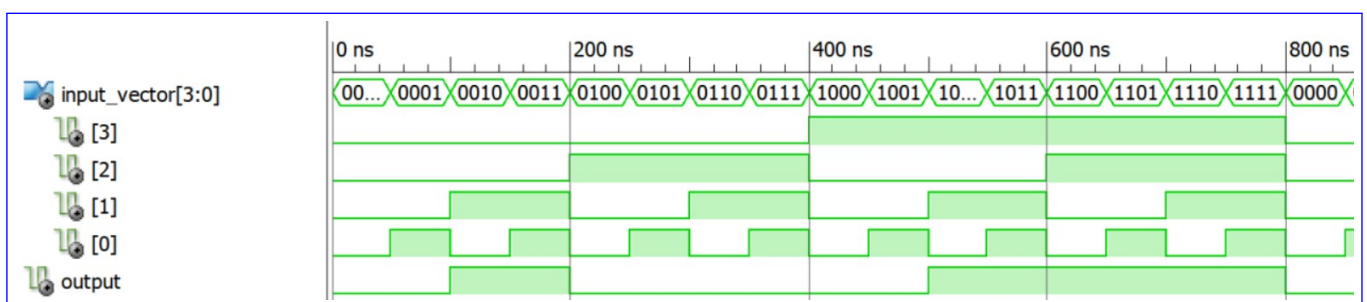 0 ns 200 ns 400 ns 600 ns 800 ns
input_vector[3:0] 00... 0001 0010 0011 0100 0101 0110 0111 1000 1001 10... 1011 1100 1101 1110 1111 0000
[3]
[2]
[1]
[0]
output